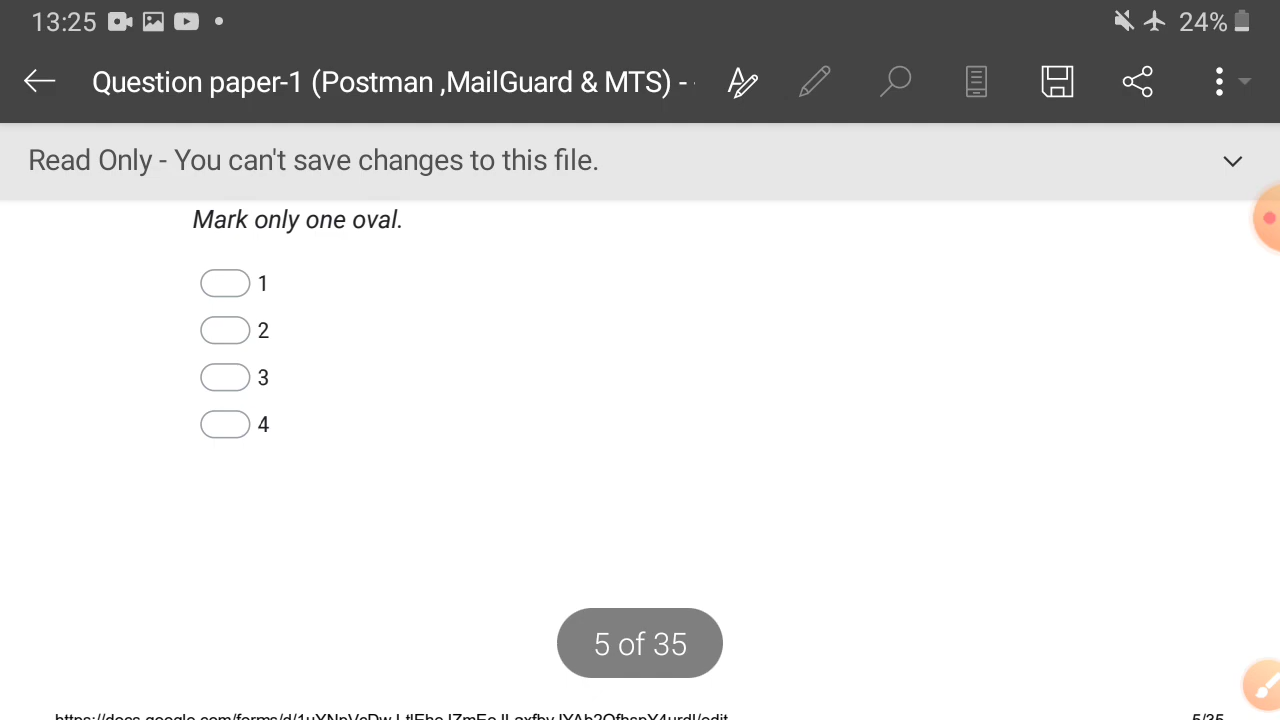 13:25 24%
Question paper-1 (Postman ,MailGuard & MTS) -
Read Only - You can't save changes to this file.
Mark only one oval.
1
2
3
4
5 of 35
5/35